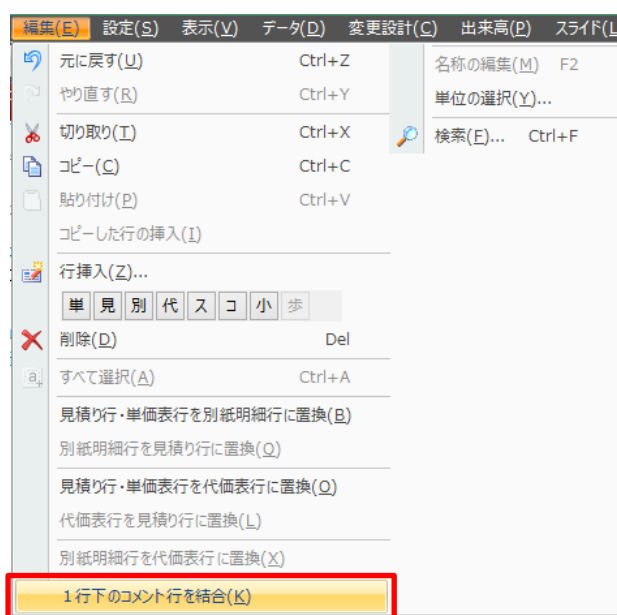 編集(E) 設定(S) 表示(V) データ(D) 変更設計(C) 出来高(P) スライド(L
元に戻す(U) Ctrl+Z
やり直す(R) Ctrl+Y
切り取り(T) Ctrl+X
コピー(C) Ctrl+C
貼り付け(P) Ctrl+V
コピーした行の挿入(I)
行挿入(Z)...
単 見 別 代 ス コ 小 歩
削除(D) Del
すべて選択(A) Ctrl+A
見積り行・単価表行を別紙明細行に置換(B)
別紙明細行を見積り行に置換(Q)
見積り行・単価表行を代価表行に置換(O)
代価表行を見積り行に置換(L)
別紙明細行を代価表行に置換(X)
1行下のコメント行を結合(K)
名称の編集(M) F2
単位の選択(Y)...
検索(F)... Ctrl+F